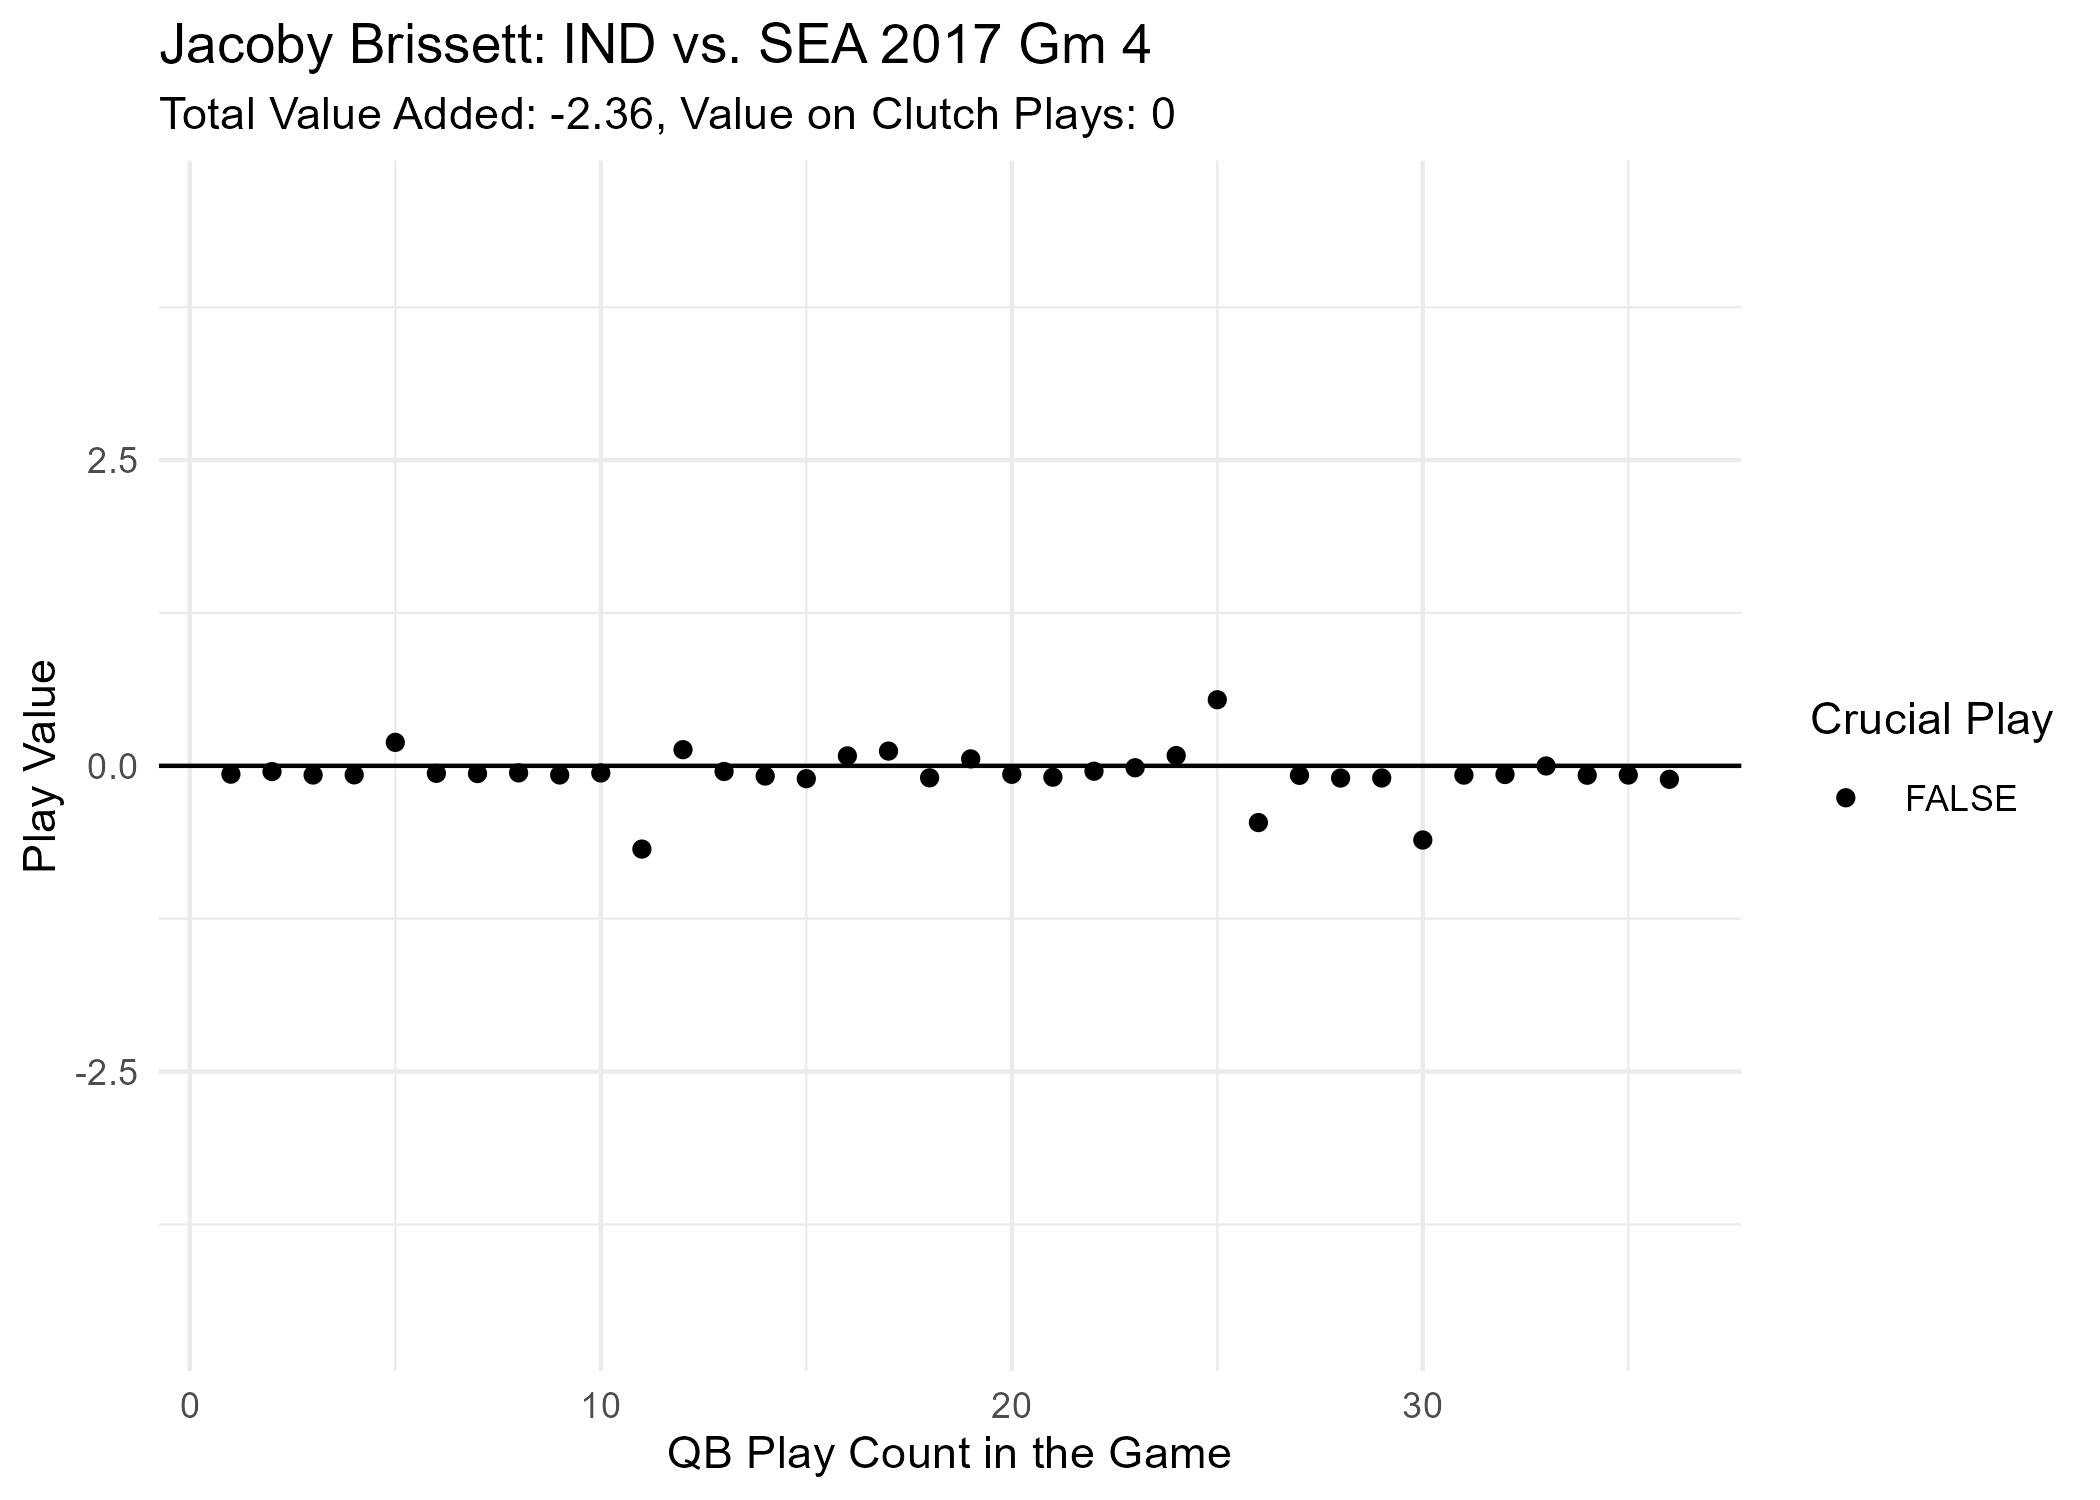 Jacoby Brissett: IND vs. SEA 2017 Gm 4
Total Value Added: -2.36, Value on Clutch Plays: 0
2.5
0.0
-2.5
Play Value
0
10
20
30
QB Play Count in the Game
Crucial Play
FALSE